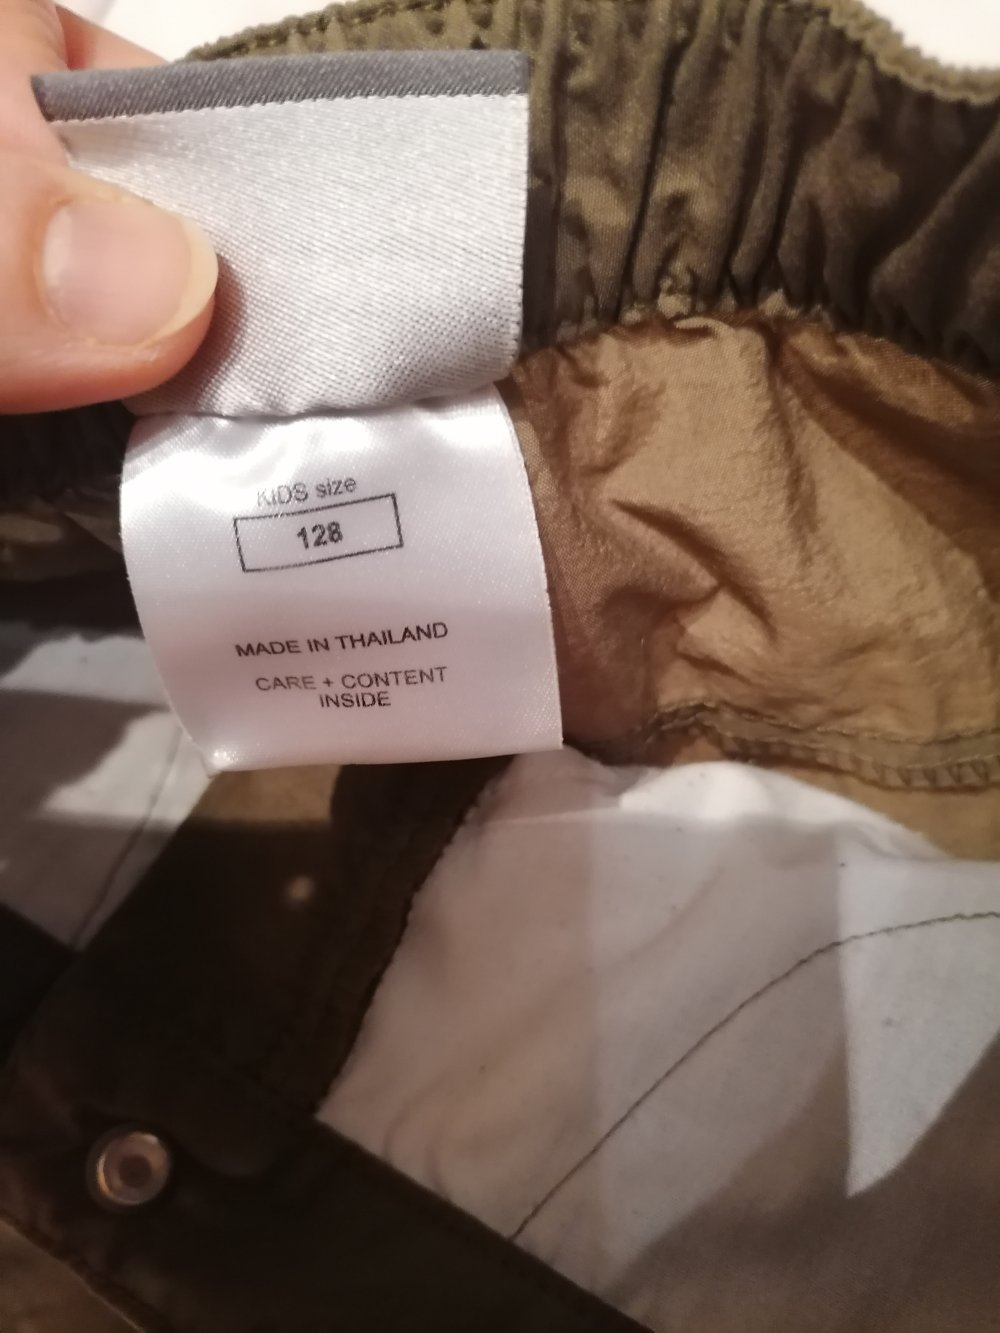 KIDS size
128
MADE IN THAILAND
CARE + CONTENT
INSIDE